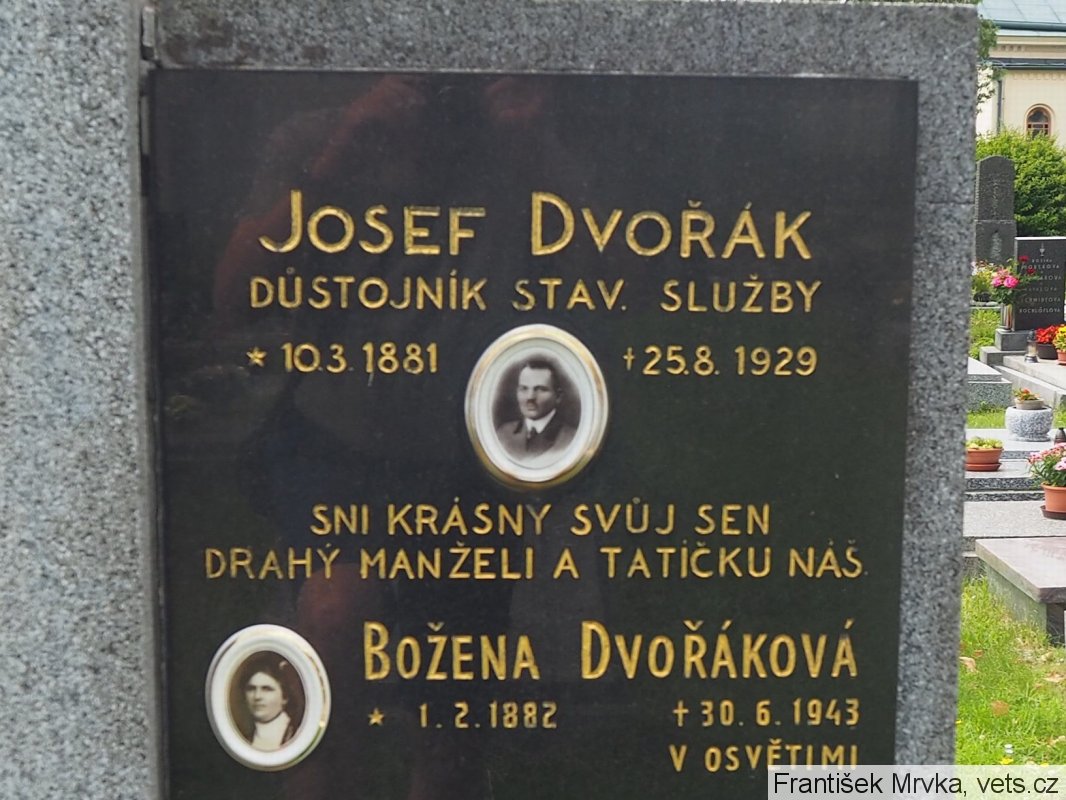 JOSEF DVOŘÁK
DŮSTOJNÍK STAV. SLUŽBY
* 10.3.1881 †25.8.1929
SNI KRÁSNY SVŮJ SEN
DRAHÝ MANŽELI A TATÍČKU NÁŠ.
BOŽENA DVOŘÁKOVÁ
* 1.2.1882 †30.6.1943
V OSVĚTIMI
František Mrvka, vets.cz